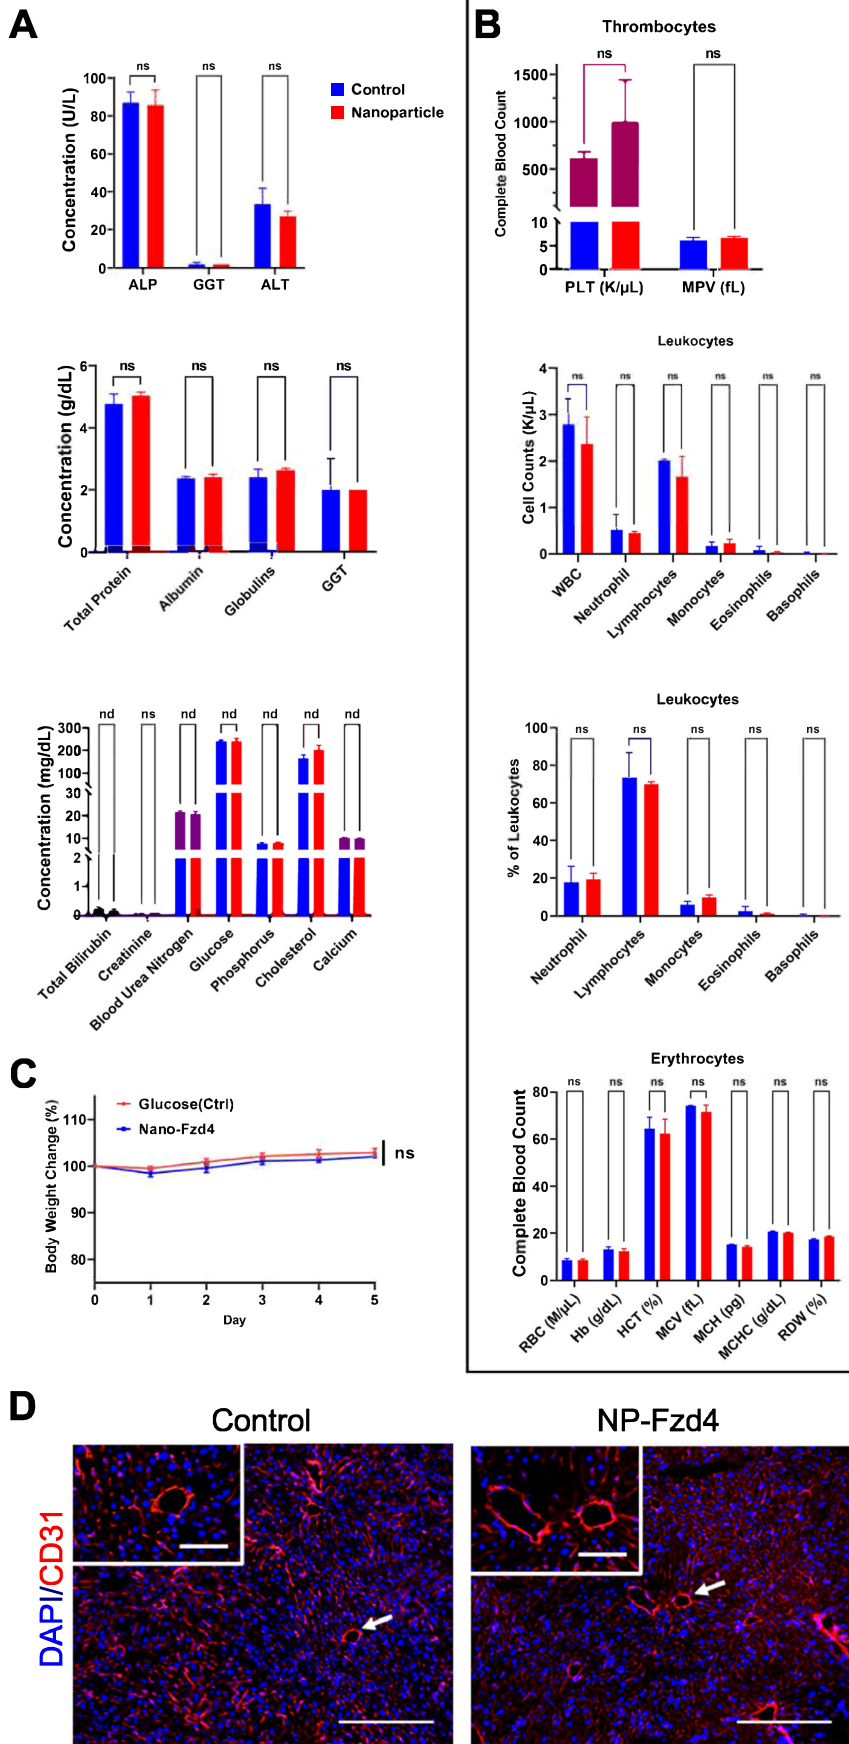 A
ns
ns
ns
Concentration (U/L)
100
80
60
40
20
0
ALP
GGT
ALT
Control
Nanoparticle
ns
ns
ns
ns
Concentration (g/dL)
6
4
2
0
Total Protein
Albumin
Globulins
GGT
nd
ns
nd
nd
nd
nd
nd
Concentration (mg/dL)
300
200
100
30
20
10
2
1
0
Total Bilirubin
Creatinine
Blood Urea Nitrogen
Glucose
Phosphorus
Cholesterol
Calcium
B
Thrombocytes
ns
ns
Complete Blood Count
1500
1000
500
10
5
0
PLT (K/µL)
MPV (fL)
Leukocytes
ns
ns
ns
ns
ns
ns
Cell Counts (K/µL)
4
3
2
1
0
WBC
Neutrophil
Lymphocytes
Monocytes
Eosinophils
Basophils
Leukocytes
ns
ns
ns
ns
ns
% of Leukocytes
100
80
60
40
20
0
Neutrophil
Lymphocytes
Monocytes
Eosinophils
Basophils
Erythrocytes
ns
ns
ns
ns
ns
ns
ns
Complete Blood Count
80
60
40
20
0
RBC (M/µL)
Hb (g/dL)
HCT (%)
MCV (fL)
MCH (pg)
MCHC (g/dL)
RDW (%)
C
Glucose(Ctrl)
Nano-Fzd4
ns
Body Weight Change (%)
110
100
90
80
0
1
2
3
4
5
Day
D
Control
NP-Fzd4
DAPI/CD31